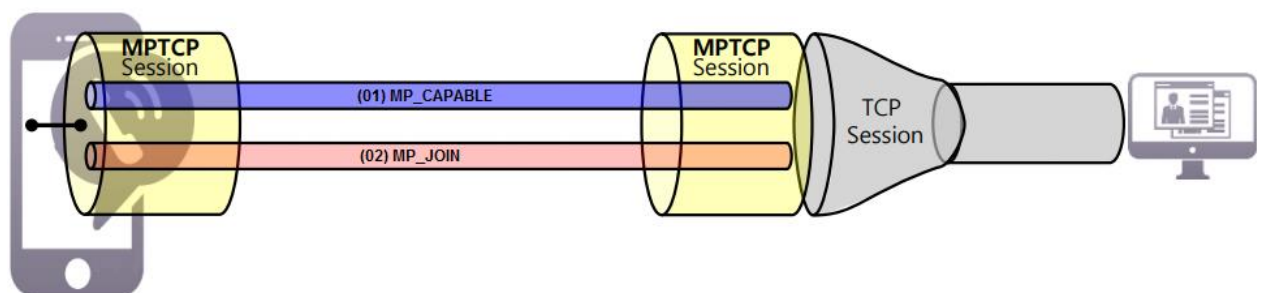 MPTCP
Session
MPTCP
Session
(01) MP_CAPABLE
TCP
Session
(02) MP_JOIN